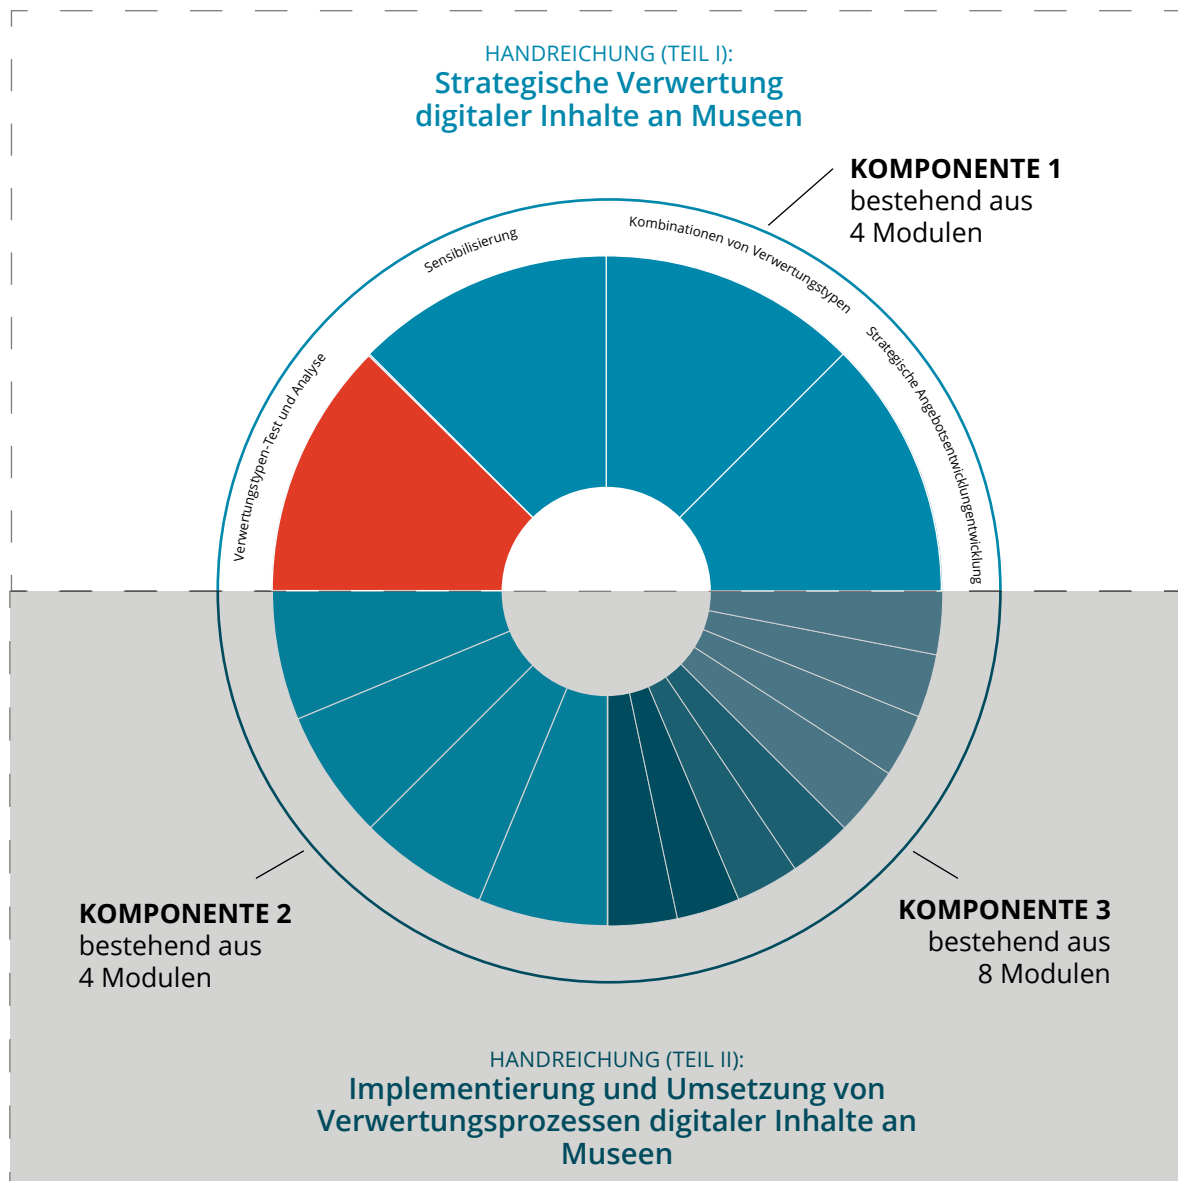 HANDREICHUNG (TEIL I):
Strategische Verwertung
digitaler Inhalte an Museen
KOMPONENTE 1
bestehend aus
4 Modulen
Verwertungstypen-Test und Analyse
Sensibilisierung
Kombinationen von Verwertungstypen
Strategische Angebotsentwicklungentwicklung
KOMPONENTE 2
bestehend aus
4 Modulen
KOMPONENTE 3
bestehend aus
8 Modulen
HANDREICHUNG (TEIL II):
Implementierung und Umsetzung von
Verwertungsprozessen digitaler Inhalte an
Museen